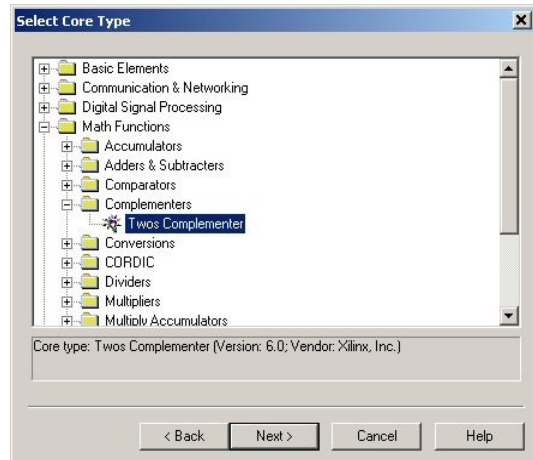 Select Core Type
Basic Elements
Communication & Networking
Digital Signal Processing
Math Functions
Accumulators
Adders & Subtracters
Comparators
Complementers
Twos Complementer
Conversions
CORDIC
Dividers
Multipliers
Multiply Accumulators
Core type: Twos Complementer (Version: 6.0; Vendor: Xilinx, Inc.)
< Back Next > Cancel Help